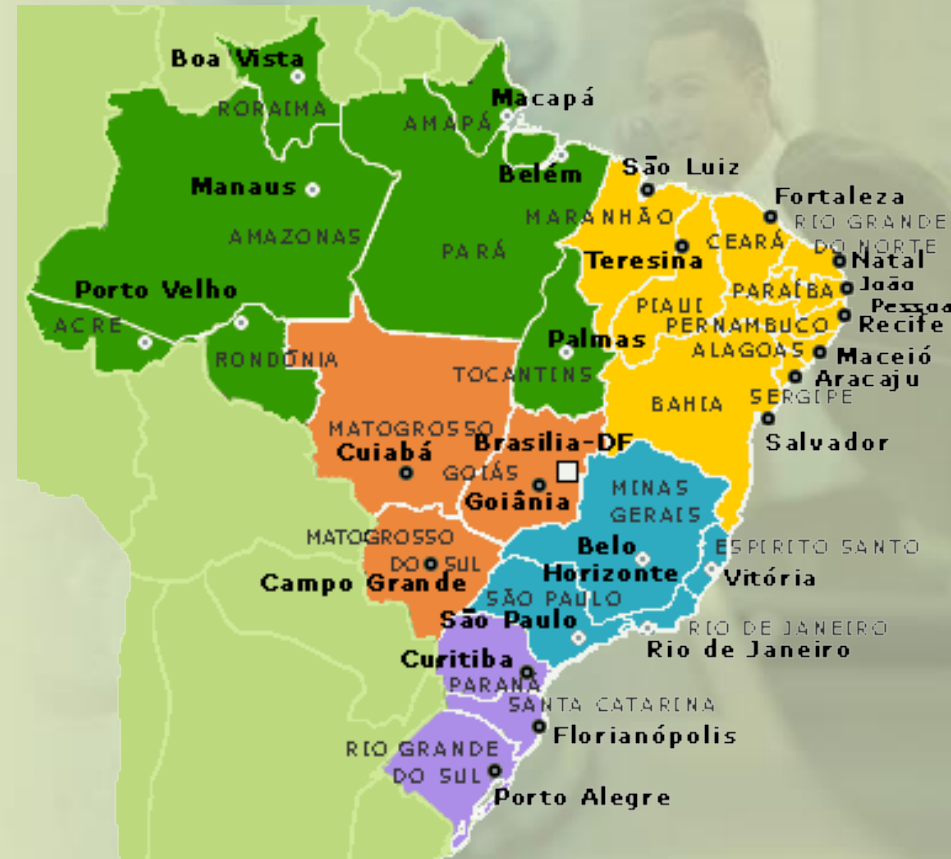 Boa Vista
RORAIMA
Macapá
AMAPÁ
Belém
São Luiz
Manaus
Fortaleza
MARANHÃO
RIO GRANDE
DO NORTE
AMAZONAS
PARÁ
CEARÁ
Teresina
Natal
Porto Velho
João
Pessoa
PARAÍBA
PIAUI
ACRE
PERNAMBUCO
Recife
Palmas
ALAGOAS
Maceió
RONDÔNIA
TOCANTINS
Aracaju
SERGIPE
BAHIA
MATOGROSSO
Brasilia-DF
Salvador
Cuiabá
GOIÁS
Goiânia
MINAS
GERAIS
MATOGROSSO
DO SUL
Belo
Horizonte
ESPIRITO SANTO
Campo Grande
Vitória
SÃO PAULO
São Paulo
RIO DE JANEIRO
Rio de Janeiro
Curitiba
PARANÁ
SANTA CATARINA
Florianópolis
RIO GRANDE
DO SUL
Porto Alegre